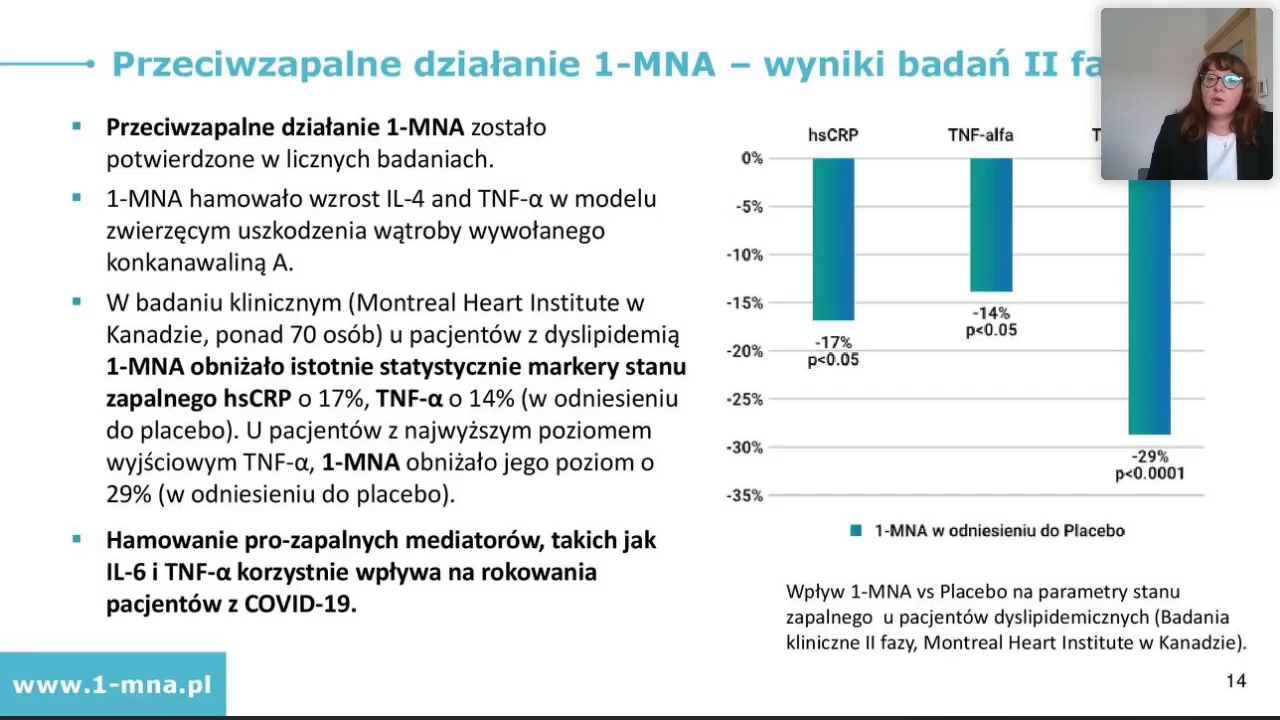 Przeciwzapalne działanie 1-MNA – wyniki badań II
Przeciwzapalne działanie 1-MNA zostało
potwierdzone w licznych badaniach.
1-MNA hamowało wzrost IL-4 and TNF-α w modelu
zwierzęcym uszkodzenia wątroby wywołanego
konkanawaliną A.
W badaniu klinicznym (Montreal Heart Institute w
Kanadzie, ponad 70 osób) u pacjentów z dyslipidemią
1-MNA obniżało istotnie statystycznie markery stanu
zapalnego hsCRP o 17%, TNF-α o 14% (w odniesieniu
do placebo). U pacjentów z najwyższym poziomem
wyjściowym TNF-α, 1-MNA obniżało jego poziom o
29% (w odniesieniu do placebo).
Hamowanie pro-zapalnych mediatorów, takich jak
IL-6 i TNF-α korzystnie wpływa na rokowania
pacjentów z COVID-19.
hsCRP TNF-alfa
0%
-5%
-10%
-15%
-20%
-25%
-30%
-35%
-17%
p<0.05
-14%
p<0.05
-29%
p<0.0001
1-MNA w odniesieniu do Placebo
Wpływ 1-MNA vs Placebo na parametry stanu
zapalnego u pacjentów dyslipidemicznych (Badania
kliniczne II fazy, Montreal Heart Institute w Kanadzie).
www.1-mna.pl
14